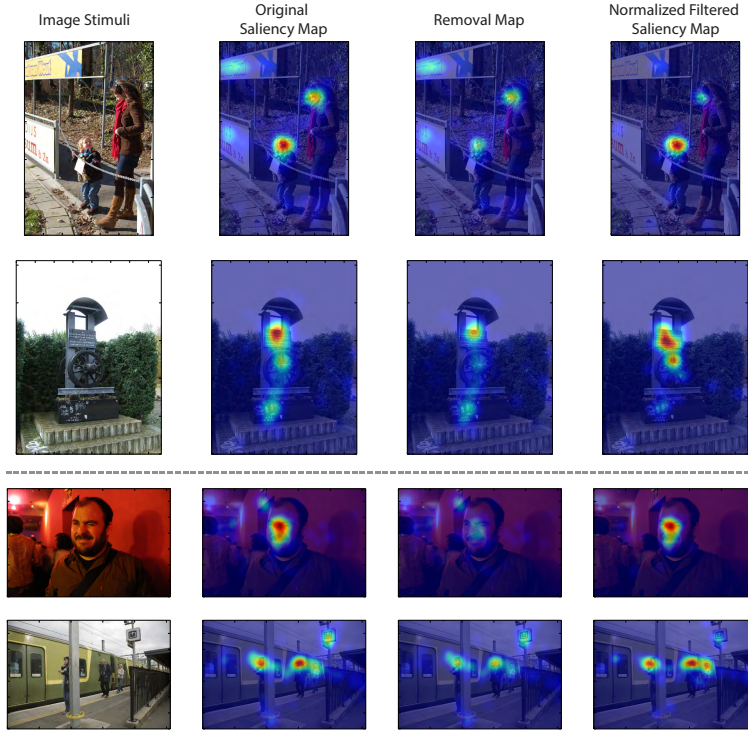 Image Stimuli
Original
Saliency Map
Removal Map
Normalized Filtered
Saliency Map